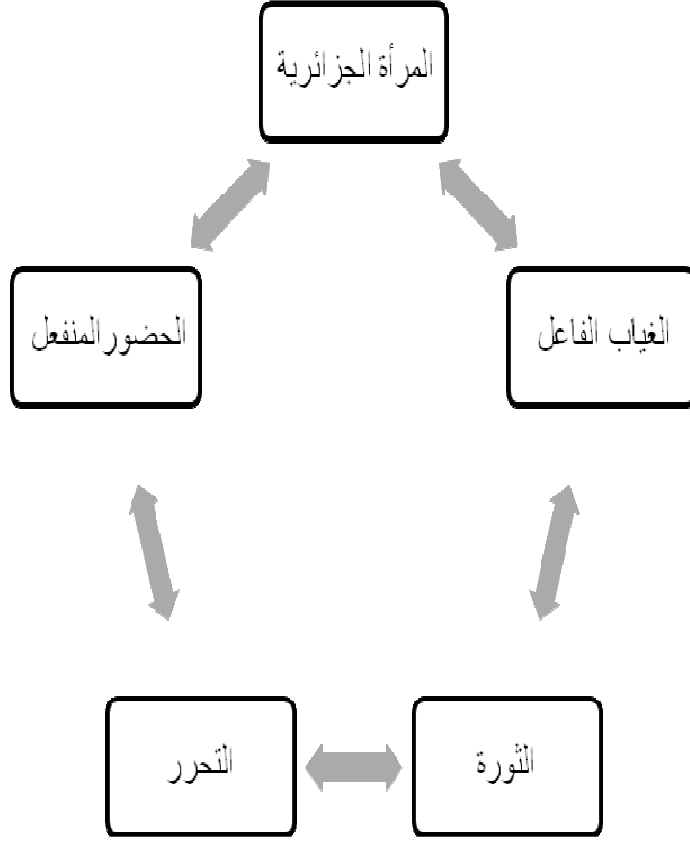 المرأة الجزائرية
الغياب الفاعل
الحضور المنفعل
الثورة
التحرر